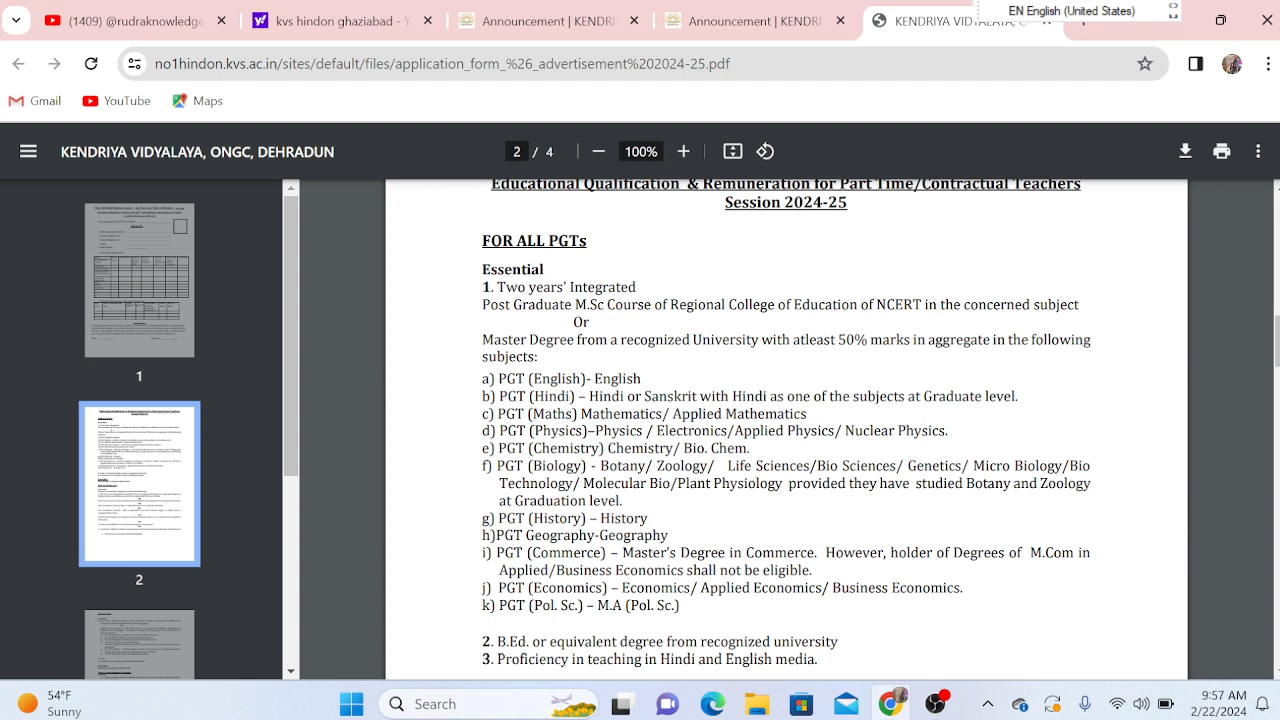 (1409) @rudraknowledge
kvs hindon ghaziabad - Y
Announcement | KENDRI
Announcement | KENDRI
KENDRIYA VIDYALAYA, O
EN English (United States)
no1hindon.kvs.ac.in/sites/default/files/application_form_%26_advertisement%202024-25.pdf
Gmail YouTube Maps
KENDRIYA VIDYALAYA, ONGC, DEHRADUN
2 / 4 100%
1
2
Educational Qualification & Remuneration for Part Time/Contractual Teachers
Session 2024-25
FOR ALL PGTs
Essential
1. Two years' Integrated
Post Graduate M.Sc Course of Regional College of Education of NCERT in the concerned subject
Or
Master Degree from a recognized University with atleast 50% marks in aggregate in the following
subjects:
a) PGT (English)- English
b) PGT (Hindi) – Hindi or Sanskrit with Hindi as one of the subjects at Graduate level.
PGT (Maths) – Mathematics/Applied Mathematics
PGT (Physics) – Physics / Electronics/Applied Physics/ Nuclear Physics.
PGT (Chemistry) – Chemistry/ Bio Chem.
PGT (Biology) – Botany/ Zoology/ Life Sciences/Bio Sciences/ Genetics/ Micro Biology/Bio
Technology/ Molecular Bio/Plant Physiology provided they have studied Botany and Zoology
at Graduation level.
PGT (History) – History
h) PGT (Geography-Geography
i) PGT (Commerce) – Master's Degree in Commerce. However, holder of Degrees of M.Com in
Applied/Business Economics shall not be eligible.
j) PGT (Economics) – Economics/ Applied Economics/ Business Economics.
PGT (Comp. Sc.) – M.A(Lib. Sc.)
2. B.Ed. or equivalent degree from recognized university
3. Proficiency in teaching in Hindi and English media
54°F
Sunny
Search
9:57 AM
2/22/2024